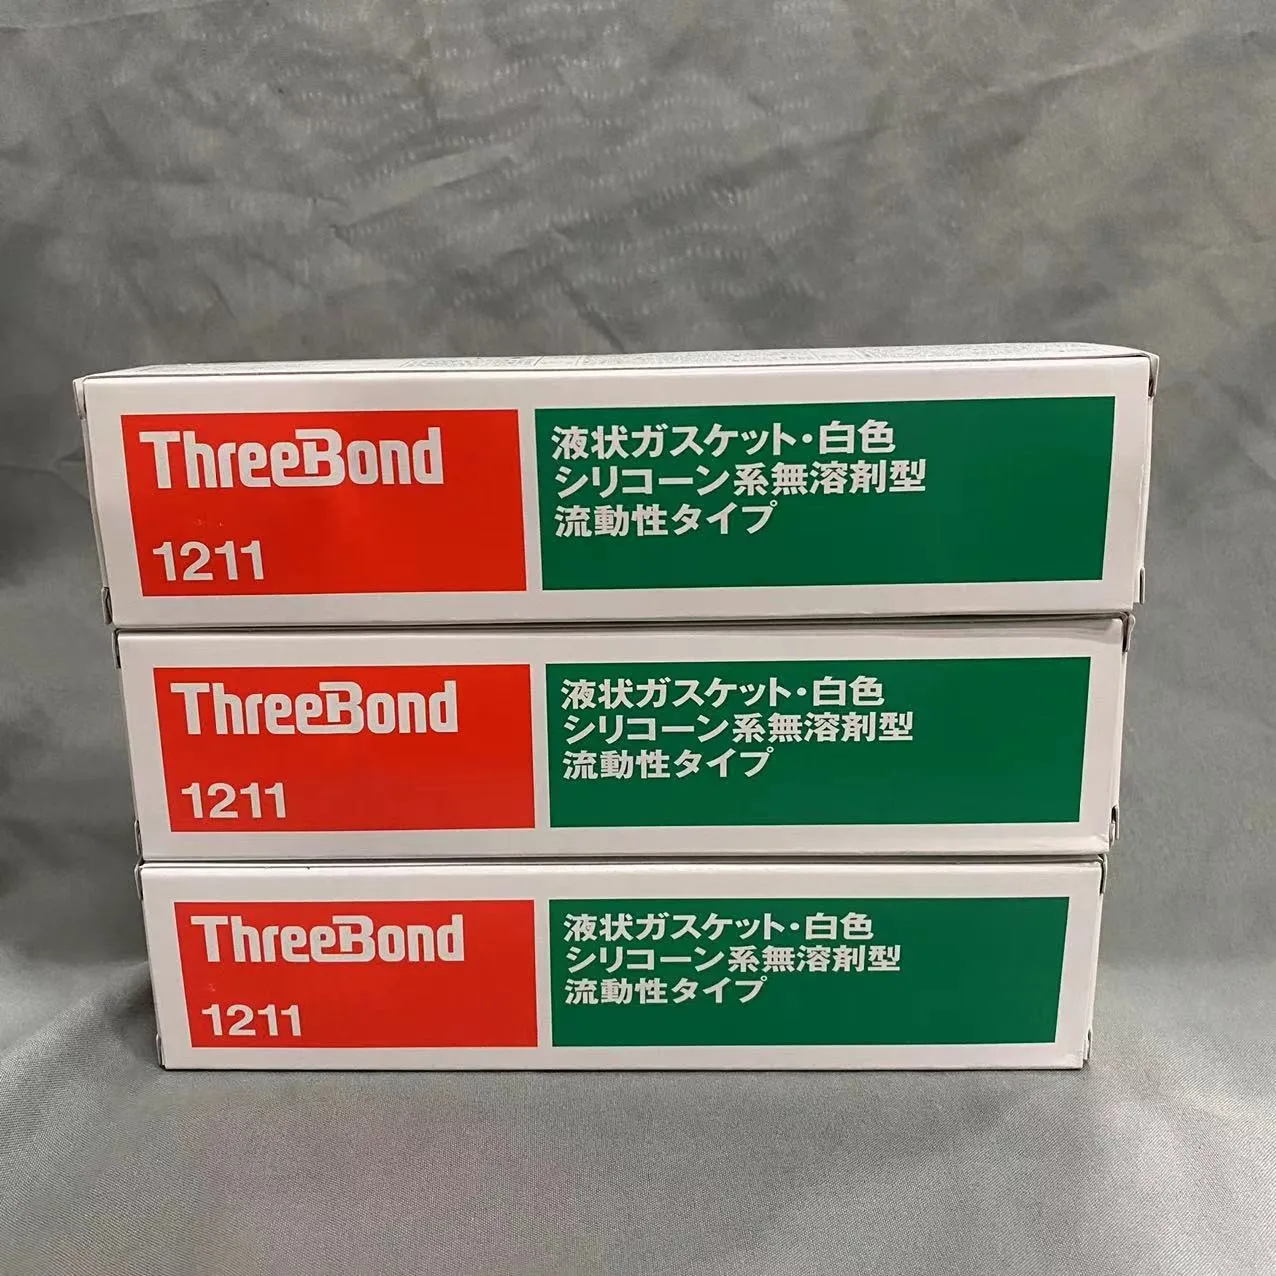 ThreeBond
1211
液状ガスケット・白色
シリコーン系無溶剤型
流動性タイプ
ThreeBond
1211
液状ガスケット・白色
シリコーン系無溶剤型
流動性タイプ
ThreeBond
1211
液状ガスケット・白色
シリコーン系無溶剤型
流動性タイプ